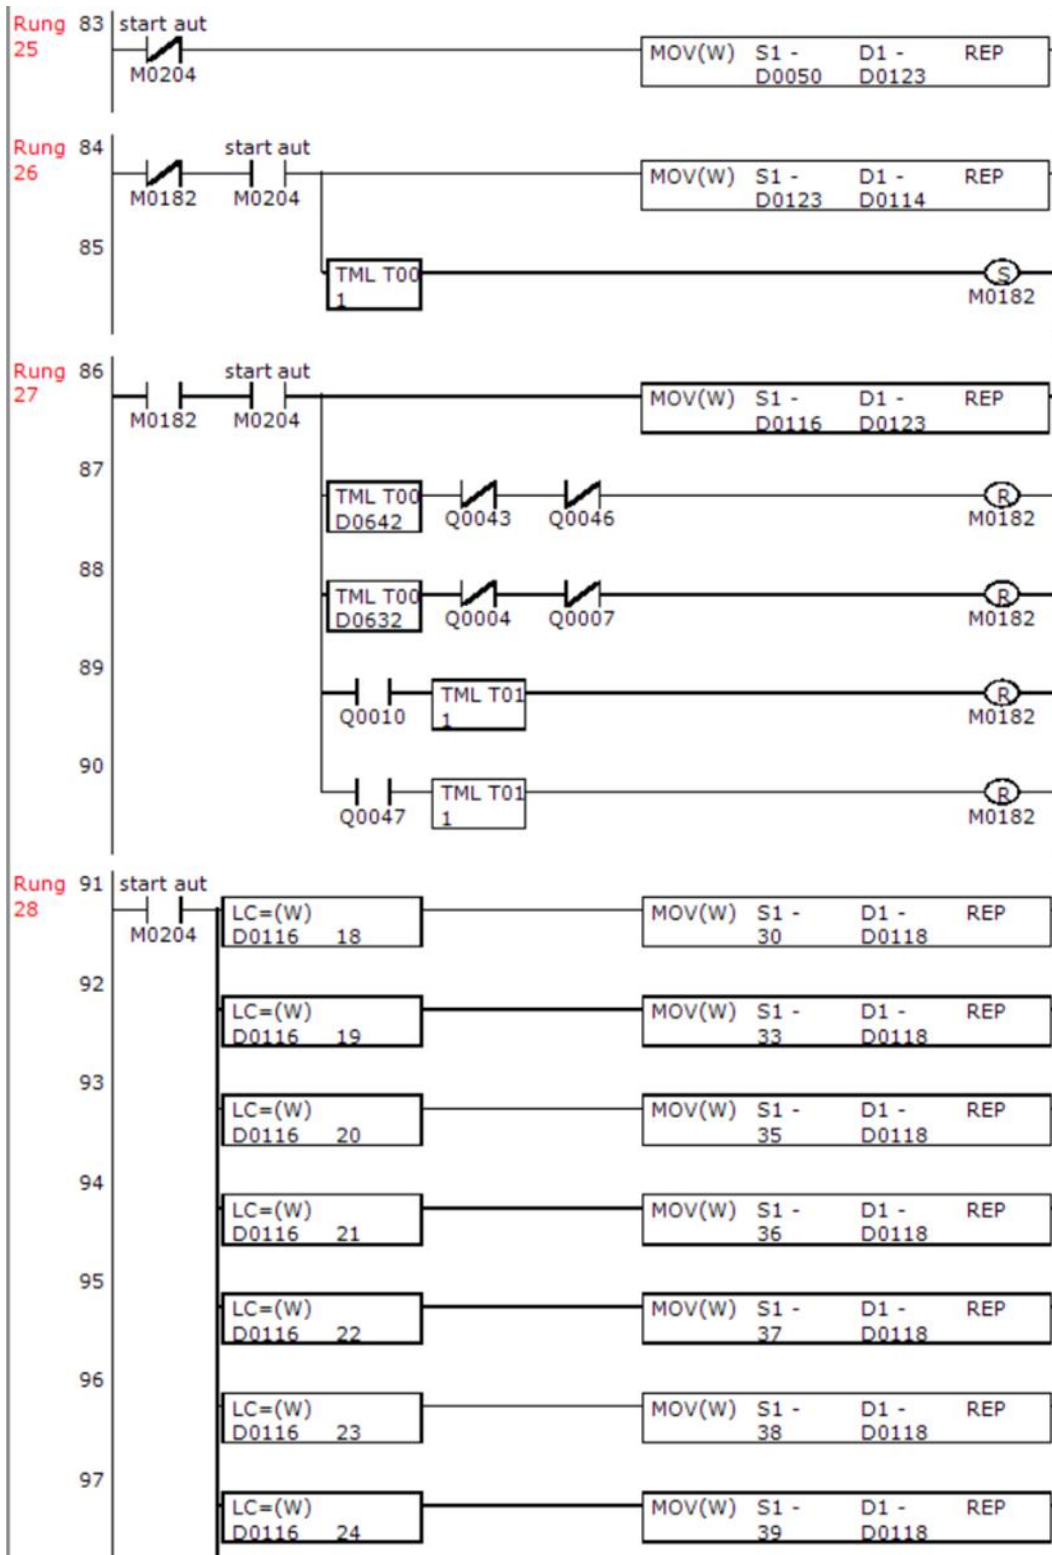 Rung 83 start aut
25
M0204
MOV(W) S1 - D1 - REP
D0050 D0123
Rung 84 start aut
26
M0182 M0204
MOV(W) S1 - D1 - REP
D0123 D0114
85
TML T00
1
S
M0182
Rung 86 start aut
27
M0182 M0204
MOV(W) S1 - D1 - REP
D0116 D0123
87
TML T00
D0642 Q0043 Q0046
R
M0182
88
TML T00
D0632 Q0004 Q0007
R
M0182
89
Q0010
TML T01
1
R
M0182
90
Q0047
TML T01
1
R
M0182
Rung 91 start aut
28
M0204
LC=(W) MOV(W) S1 - D1 - REP
D0116 18 30 D0118
92
LC=(W) MOV(W) S1 - D1 - REP
D0116 19 33 D0118
93
LC=(W) MOV(W) S1 - D1 - REP
D0116 20 35 D0118
94
LC=(W) MOV(W) S1 - D1 - REP
D0116 21 36 D0118
95
LC=(W) MOV(W) S1 - D1 - REP
D0116 22 37 D0118
96
LC=(W) MOV(W) S1 - D1 - REP
D0116 23 38 D0118
97
LC=(W) MOV(W) S1 - D1 - REP
D0116 24 39 D0118